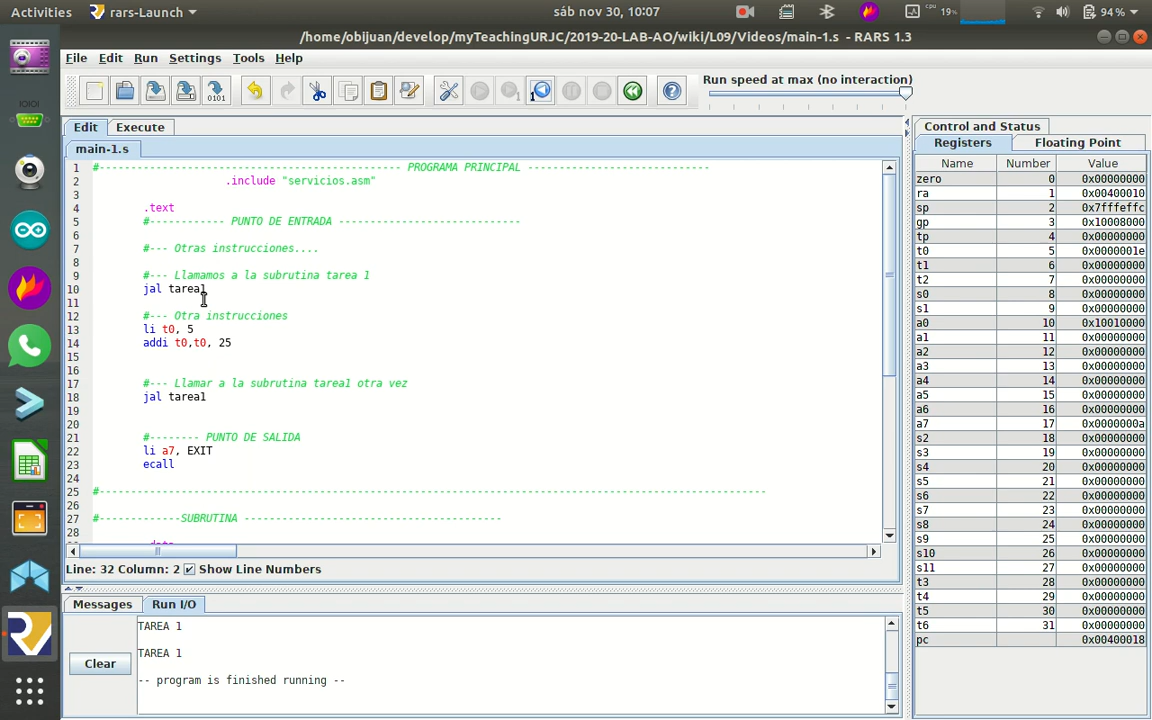 Activities rars-Launch sáb nov 30, 10:07 cpu 19% 94 %
/home/obijuan/develop/myTeachingURJC/2019-20-LAB-AO/wiki/L09/Videos/main-1.s - RARS 1.3
File Edit Run Settings Tools Help
Run speed at max (no interaction)
Edit Execute
main-1.s
1 #------------------------------------------- PROGRAMA PRINCIPAL --------------------------
2 .include "servicios.asm"
3
4 .text
5 #------------ PUNTO DE ENTRADA --------------------------
6
7 #--- Otras instrucciones....
8
9 #--- Llamamos a la subrutina tarea 1
10 jal tarea1
11
12 #--- Otra instrucciones
13 li t0, 5
14 addi t0,t0, 25
15
16
17 #--- Llamar a la subrutina tarea1 otra vez
18 jal tarea1
19
20
21 #-------- PUNTO DE SALIDA
22 li a7, EXIT
23 ecall
24
25 #------------------------------------------------------------------------------------------
26
27 #------------SUBRUTINA -------------------------------------
28
Line: 32 Column: 2 Show Line Numbers
Messages Run I/O
TAREA 1
TAREA 1
-- program is finished running --
Clear
Control and Status
Registers Floating Point
Name Number Value
zero 0 0x00000000
ra 1 0x00400010
sp 2 0x7fffeffc
gp 3 0x10008000
tp 4 0x00000000
t0 5 0x0000001e
t1 6 0x00000000
t2 7 0x00000000
s0 8 0x00000000
s1 9 0x00000000
a0 10 0x10010000
a1 11 0x00000000
a2 12 0x00000000
a3 13 0x00000000
a4 14 0x00000000
a5 15 0x00000000
a6 16 0x00000000
a7 17 0x0000000a
s2 18 0x00000000
s3 19 0x00000000
s4 20 0x00000000
s5 21 0x00000000
s6 22 0x00000000
s7 23 0x00000000
s8 24 0x00000000
s9 25 0x00000000
s10 26 0x00000000
s11 27 0x00000000
t3 28 0x00000000
t4 29 0x00000000
t5 30 0x00000000
t6 31 0x00000000
pc 0x00400018